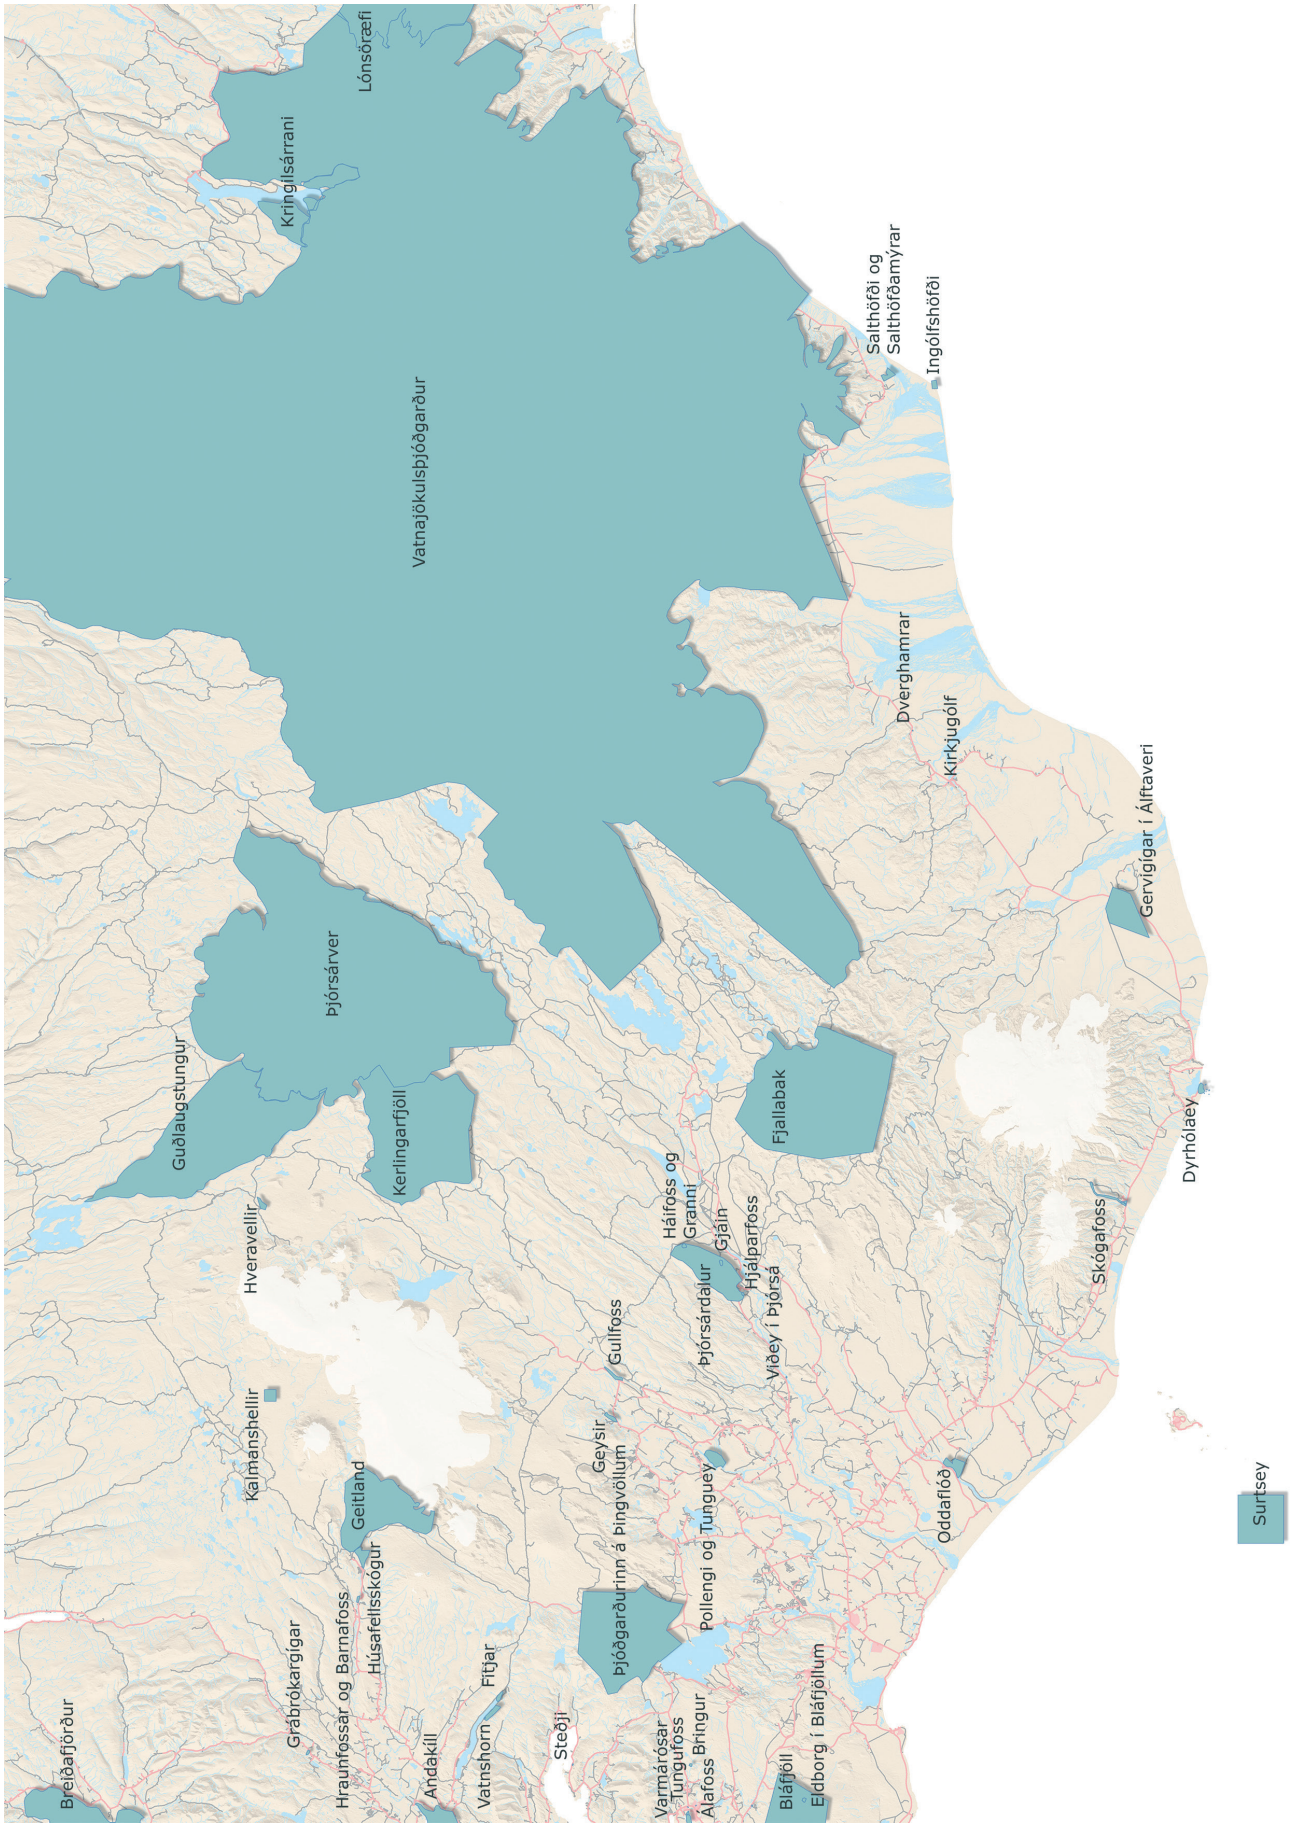 Lónsöræfi
Kringilsárrani
Salthöfði og
Salthöfðamýrar
Ingólfshöfði
Vatnajökulsþjóðgarður
Dverghamrar
Kirkjugólf
Gervigígar í Álftaveri
Þjórsárver
Guðlaugstungur
Kerlingarfjöll
Fjallabak
Dyrhólaey
Háifoss og
Granni
Gjáin
Hjálparfoss
Skógafoss
Hveravellir
Þjórsárdalur
Gullfoss
Viðey í Þjórsá
Kalmanshellir
Geysir
Geitland
Oddaflóð
Surtsey
Pollengi og Tunguey
Þjóðgarðurinn á Þingvöllum
Húsafellsskógur
Hraunfossar og Barnafoss
Grábrókargígar
Fitjar
Breiðafjörður
Andakíll
Vatnshorn
Steðji
Bringur
Varmárósar
Tungufoss
Álafoss
Bláfjöll
Eldborg í Bláfjöllum